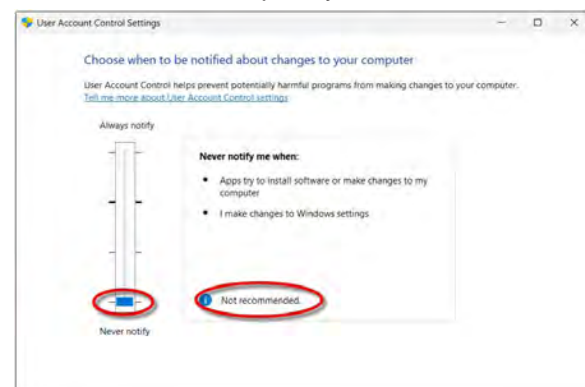 User Account Control Settings
Choose when to be notified about changes to your computer
User Account Control helps prevent potentially harmful programs from making changes to your computer.
Tell me more about User Account Control settings
Always notify
Never notify me when:
Apps try to install software or make changes to my
computer
I make changes to Windows settings
Not recommended.
Never notify